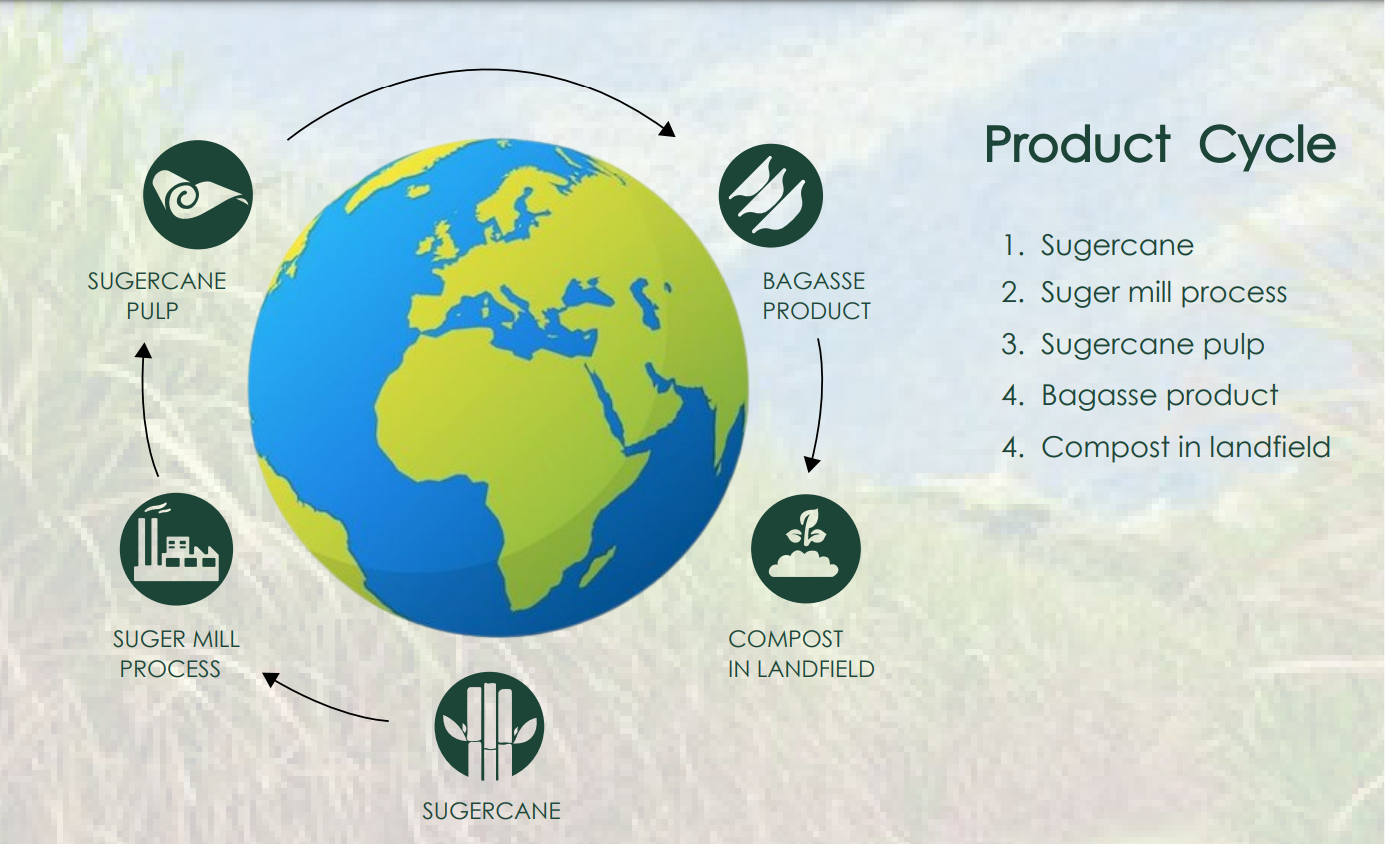 Product Cycle
1. Sugercane
2. Suger mill process
3. Sugercane pulp
4. Bagasse product
4. Compost in landfield
SUGERCANE
PULP
BAGASSE
PRODUCT
SUGER MILL
PROCESS
COMPOST
IN LANDFIELD
SUGERCANE